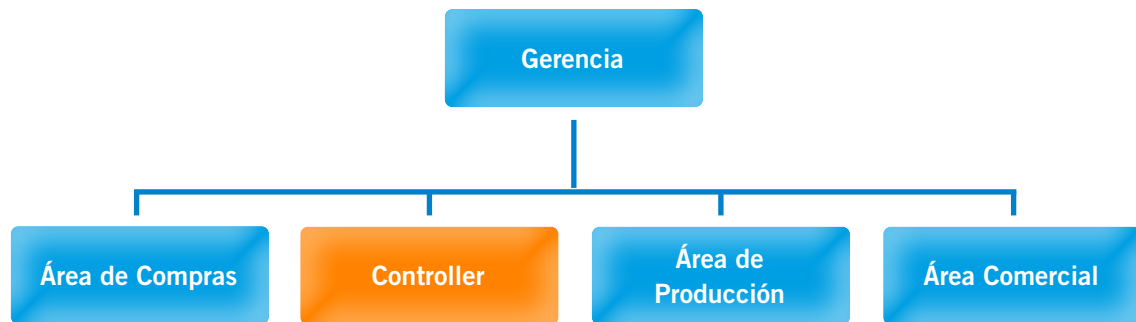 Gerencia
Área de Compras
Controller
Área de
Producción
Área Comercial